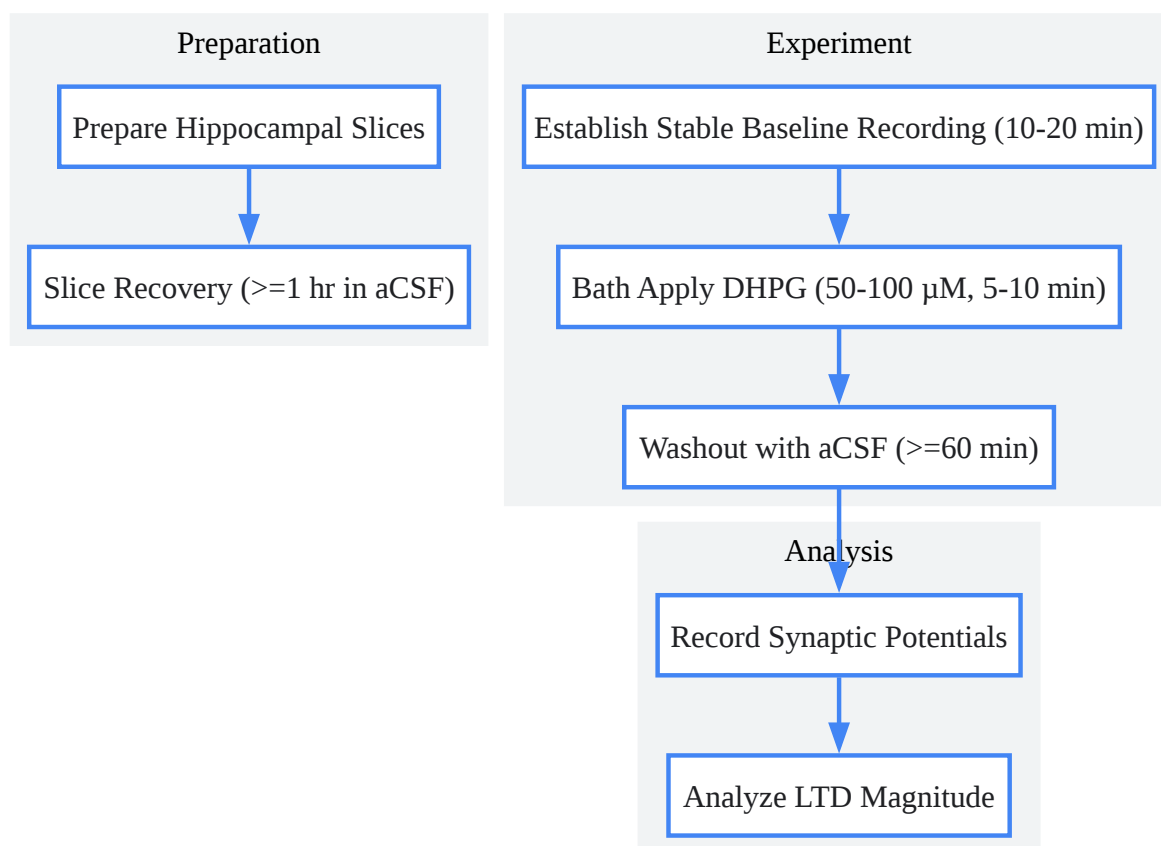 Preparation
Prepare Hippocampal Slices
Slice Recovery (>=1 hr in aCSF)
Experiment
Establish Stable Baseline Recording (10-20 min)
Bath Apply DHPG (50-100 µM, 5-10 min)
Washout with aCSF (>=60 min)
Analysis
Record Synaptic Potentials
Analyze LTD Magnitude